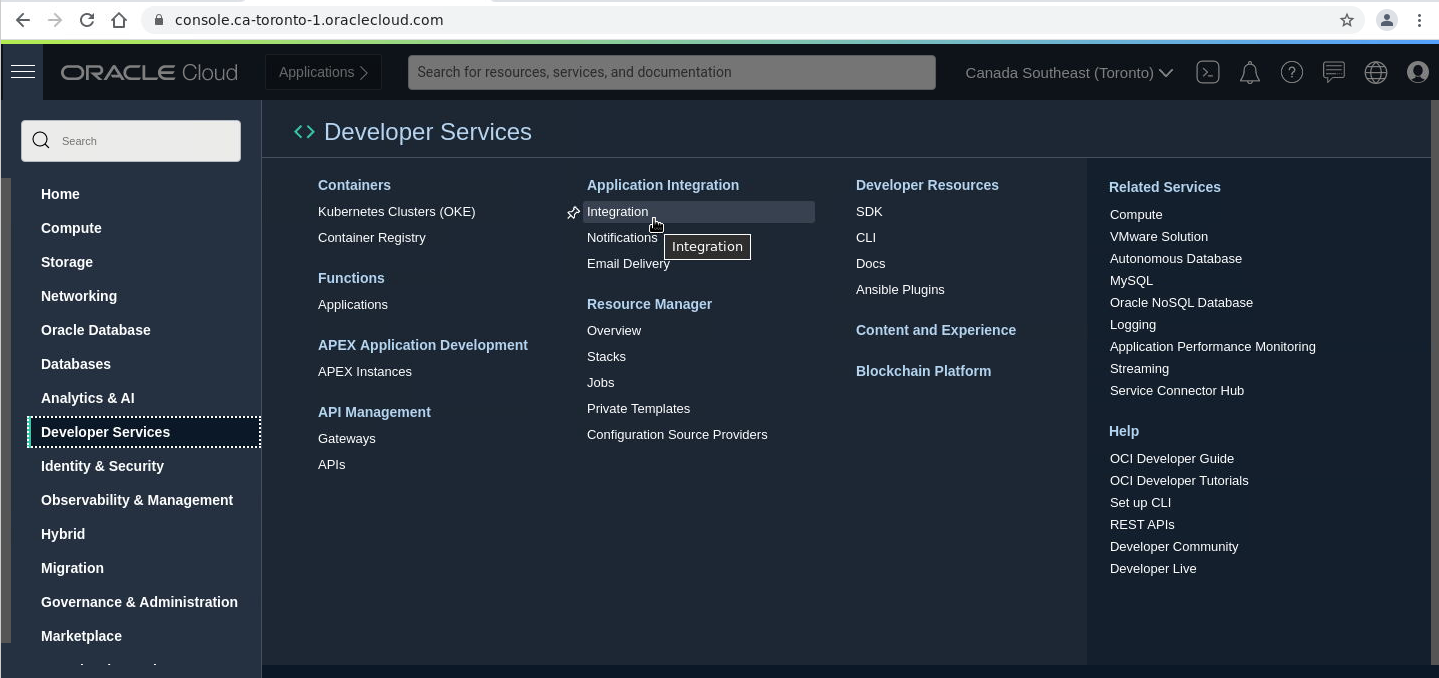 console.ca-toronto-1.oraclecloud.com
ORACLE Cloud
Applications
Search for resources, services, and documentation
Canada Southeast (Toronto)
Search
Home
Compute
Storage
Networking
Oracle Database
Databases
Analytics & AI
Developer Services
Identity & Security
Observability & Management
Hybrid
Migration
Governance & Administration
Marketplace
Developer Services
Containers
Kubernetes Clusters (OKE)
Container Registry
Functions
Applications
APEX Application Development
APEX Instances
API Management
Gateways
APIs
Application Integration
Integration
Notifications
Integration
Email Delivery
Resource Manager
Overview
Stacks
Jobs
Private Templates
Configuration Source Providers
Developer Resources
SDK
CLI
Docs
Ansible Plugins
Content and Experience
Blockchain Platform
Related Services
Compute
VMware Solution
Autonomous Database
MySQL
Oracle NoSQL Database
Logging
Application Performance Monitoring
Streaming
Service Connector Hub
Help
OCI Developer Guide
OCI Developer Tutorials
Set up CLI
REST APIs
Developer Community
Developer Live